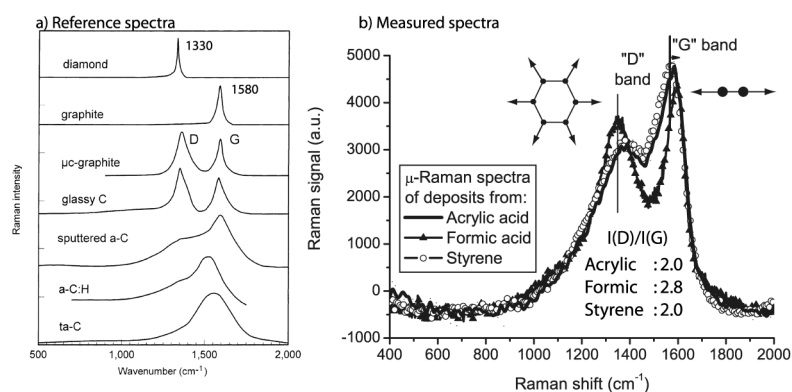 a) Reference spectra
1330
diamond
1580
graphite
D
G
μc-graphite
glassy C
sputtered a-C
a-C:H
ta-C
Raman intensity
500
1,000
1,500
2,000
Wavenumber (cm⁻¹)
b) Measured spectra
"G" band
"D"
band
5000
4000
3000
2000
1000
0
-1000
Raman signal (a.u.)
μ-Raman spectra
of deposits from:
Acrylic acid
Formic acid
Styrene
I(D)/I(G)
Acrylic :2.0
Formic :2.8
Styrene :2.0
400 600 800 1000 1200 1400 1600 1800 2000
Raman shift (cm⁻¹)